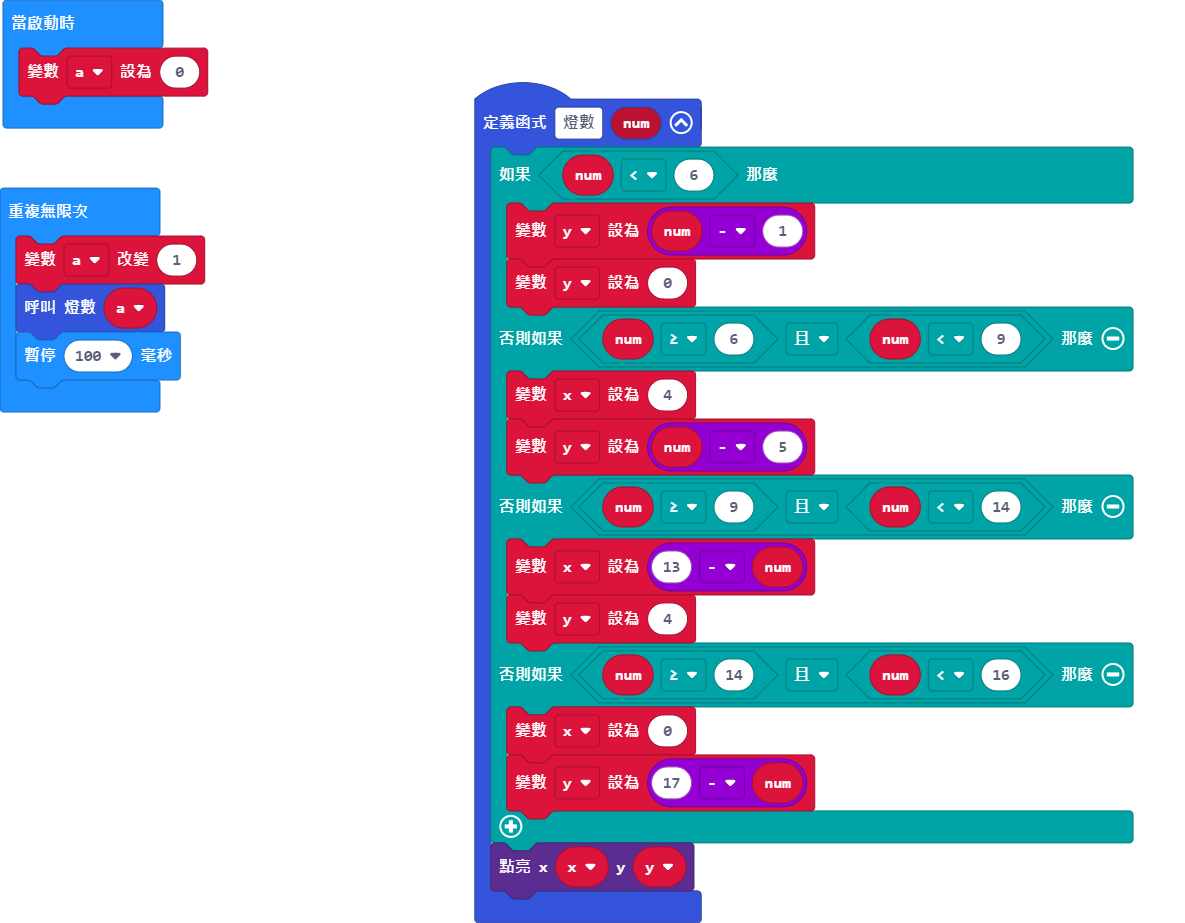 當啟動時
變數 a 設為 0
重複無限次
變數 a 改變 1
呼叫 燈數 a
暫停 100 毫秒
定義函式 燈數 num
如果 num < 6 那麼
變數 y 設為 num - 1
變數 y 設為 0
否則如果 num ≥ 6 且 num < 9 那麼
變數 x 設為 4
變數 y 設為 num - 5
否則如果 num ≥ 9 且 num < 14 那麼
變數 x 設為 13 - num
變數 y 設為 4
否則如果 num ≥ 14 且 num < 16 那麼
變數 x 設為 0
變數 y 設為 17 - num
點亮 x x y y